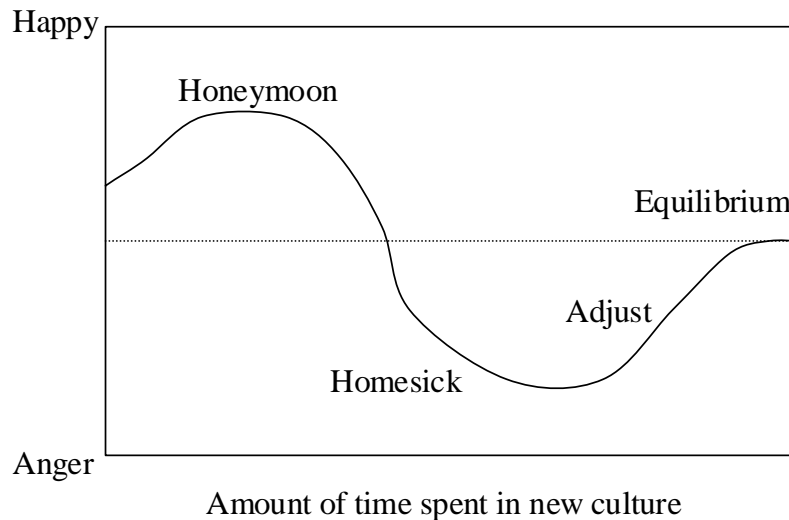 Happy
Honeymoon
Equilibrium
Adjust
Homesick
Anger
Amount of time spent in new culture